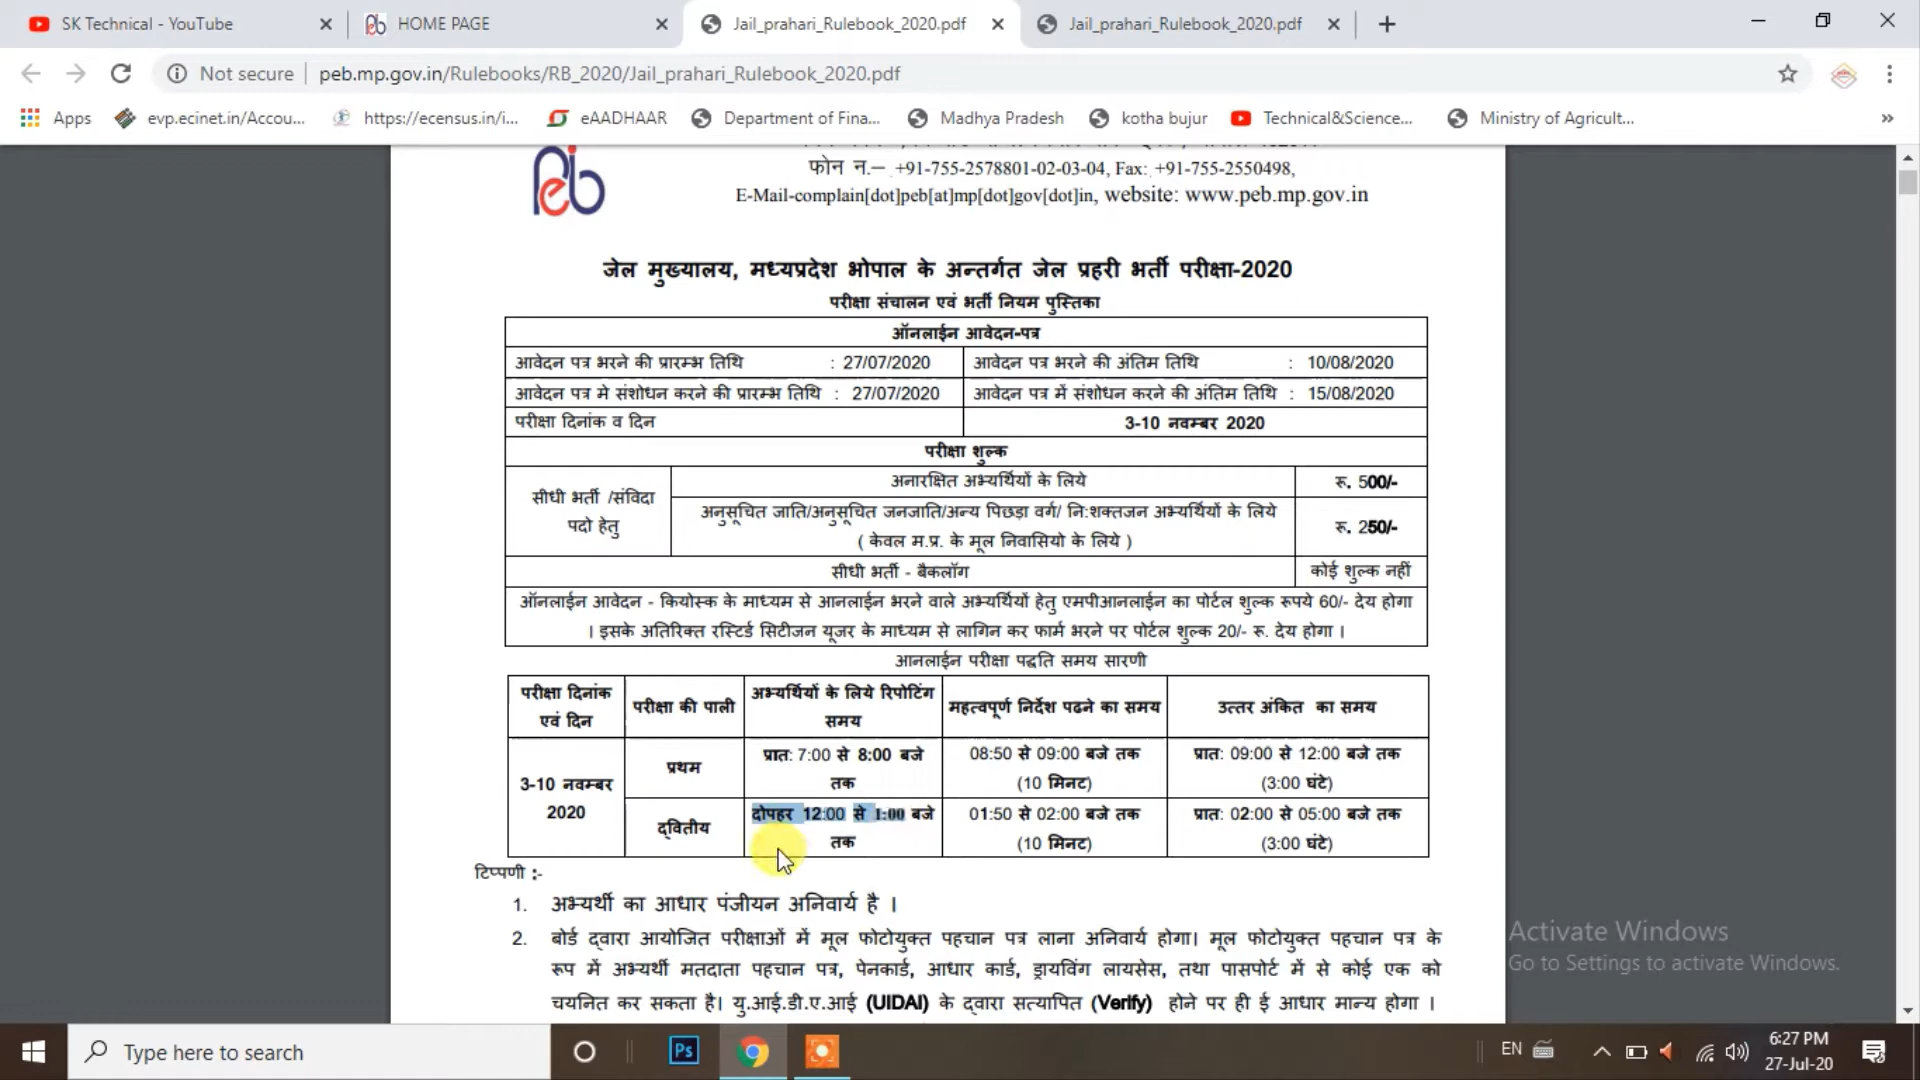 SK Technical - YouTube
HOME PAGE
Jail_prahari_Rulebook_2020.pdf
Jail_prahari_Rulebook_2020.pdf
Not secure
peb.mp.gov.in/Rulebooks/RB_2020/Jail_prahari_Rulebook_2020.pdf
Apps
evp.ecinet.in/Accou...
https://ecensus.in/i...
eAADHAAR
Department of Fina...
Madhya Pradesh
kotha bujur
Technical&Science...
Ministry of Agricult...
peb
फोन न.– +91-755-2578801-02-03-04, Fax: +91-755-2550498,
E-Mail-complain[dot]peb[at]mp[dot]gov[dot]in, website: www.peb.mp.gov.in
जेल मुख्यालय, मध्यप्रदेश भोपाल के अन्तर्गत जेल प्रहरी भर्ती परीक्षा-2020
परीक्षा संचालन एवं भर्ती नियम पुस्तिका
ऑनलाईन आवेदन-पत्र
आवेदन पत्र भरने की प्रारम्भ तिथि : 27/07/2020
आवेदन पत्र भरने की अंतिम तिथि : 10/08/2020
आवेदन पत्र मे संशोधन करने की प्रारम्भ तिथि : 27/07/2020
आवेदन पत्र में संशोधन करने की अंतिम तिथि : 15/08/2020
परीक्षा दिनांक व दिन
3-10 नवम्बर 2020
परीक्षा शुल्क
सीधी भर्ती /संविदा
पदो हेतु
अनारक्षित अभ्यर्थियों के लिये
रू. 500/-
अनुसूचित जाति/अनुसूचित जनजाति/अन्य पिछड़ा वर्ग/ नि:शक्तजन अभ्यर्थियों के लिये
( केवल म.प्र. के मूल निवासियो के लिये )
रू. 250/-
सीधी भर्ती - बैकलॉग
कोई शुल्क नहीं
ऑनलाईन आवेदन - कियोस्क के माध्यम से आनलाईन भरने वाले अभ्यर्थियों हेतु एमपीआनलाईन का पोर्टल शुल्क रूपये 60/- देय होगा
। इसके अतिरिक्त रस्टिर्ड सिटीजन यूजर के माध्यम से लागिन कर फार्म भरने पर पोर्टल शुल्क 20/- रू. देय होगा ।
आनलाईन परीक्षा पद्धति समय सारणी
परीक्षा दिनांक
एवं दिन
परीक्षा की पाली
अभ्यर्थियों के लिये रिपोटिंग
समय
महत्वपूर्ण निर्देश पढने का समय
उत्तर अंकित का समय
3-10 नवम्बर
2020
प्रथम
प्रात: 7:00 से 8:00 बजे
तक
08:50 से 09:00 बजे तक
(10 मिनट)
प्रात: 09:00 से 12:00 बजे तक
(3:00 घंटे)
द्वितीय
दोपहर 12:00 से 1:00 बजे
तक
01:50 से 02:00 बजे तक
(10 मिनट)
प्रात: 02:00 से 05:00 बजे तक
(3:00 घंटे)
टिप्पणी :-
1. अभ्यर्थी का आधार पंजीयन अनिवार्य है ।
2. बोर्ड द्वारा आयोजित परीक्षाओं में मूल फोटोयुक्त पहचान पत्र लाना अनिवार्य होगा। मूल फोटोयुक्त पहचान पत्र के
रूप में अभ्यर्थी मतदाता पहचान पत्र, पेनकार्ड, आधार कार्ड, ड्रायविंग लायसेस, तथा पासपोर्ट में से कोई एक को
चयनित कर सकता है। यु.आई.डी.ए.आई (UIDAI) के द्वारा सत्यापित (Verify) होने पर ही ई आधार मान्य होगा ।
Activate Windows
Go to Settings to activate Windows.
Type here to search
Ps
EN
6:27 PM
27-Jul-20